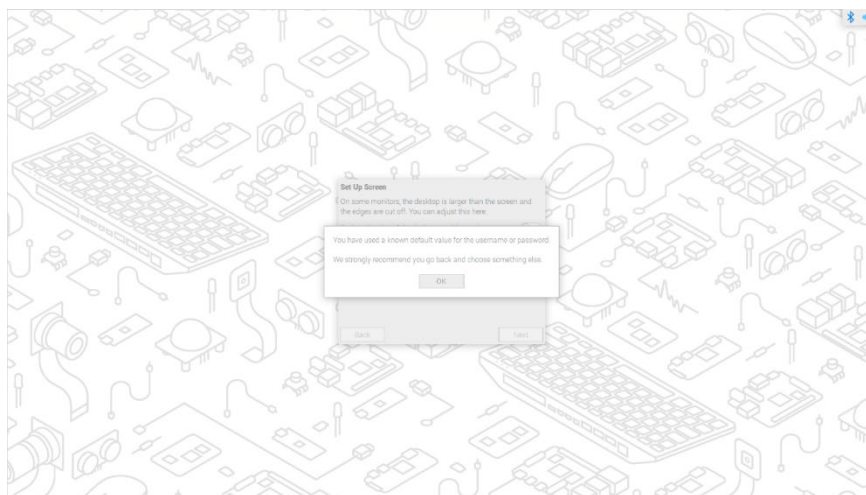 Set Up Screen
On some monitors, the desktop is larger than the screen and
the edges are cut off. You can adjust this here.
You have used a known default value for the username or password.
We strongly recommend you go back and choose something else.
OK
Back
Next